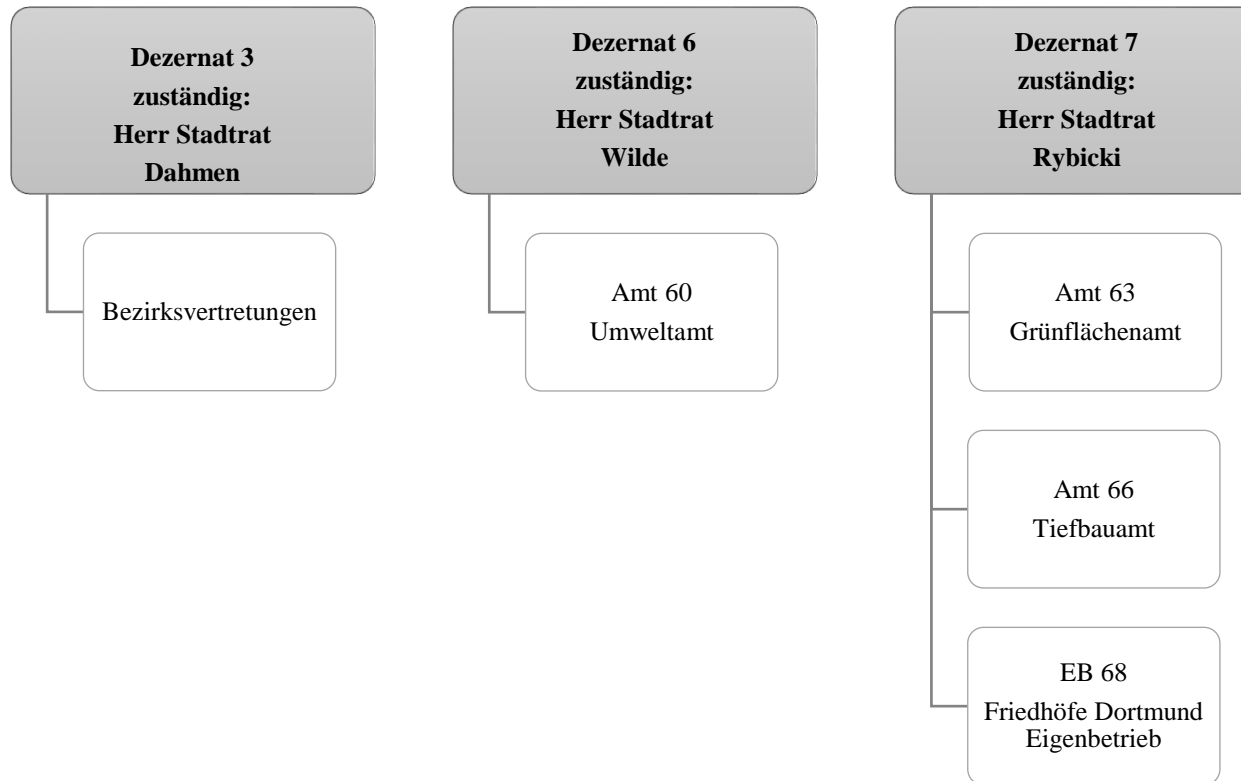 Dezernat 3
zuständig:
Herr Stadtrat
Dahmen
Bezirksvertretungen
Dezernat 6
zuständig:
Herr Stadtrat
Wilde
Amt 60
Umweltamt
Dezernat 7
zuständig:
Herr Stadtrat
Rybicki
Amt 63
Grünflächenamt
Amt 66
Tiefbauamt
EB 68
Friedhöfe Dortmund
Eigenbetrieb